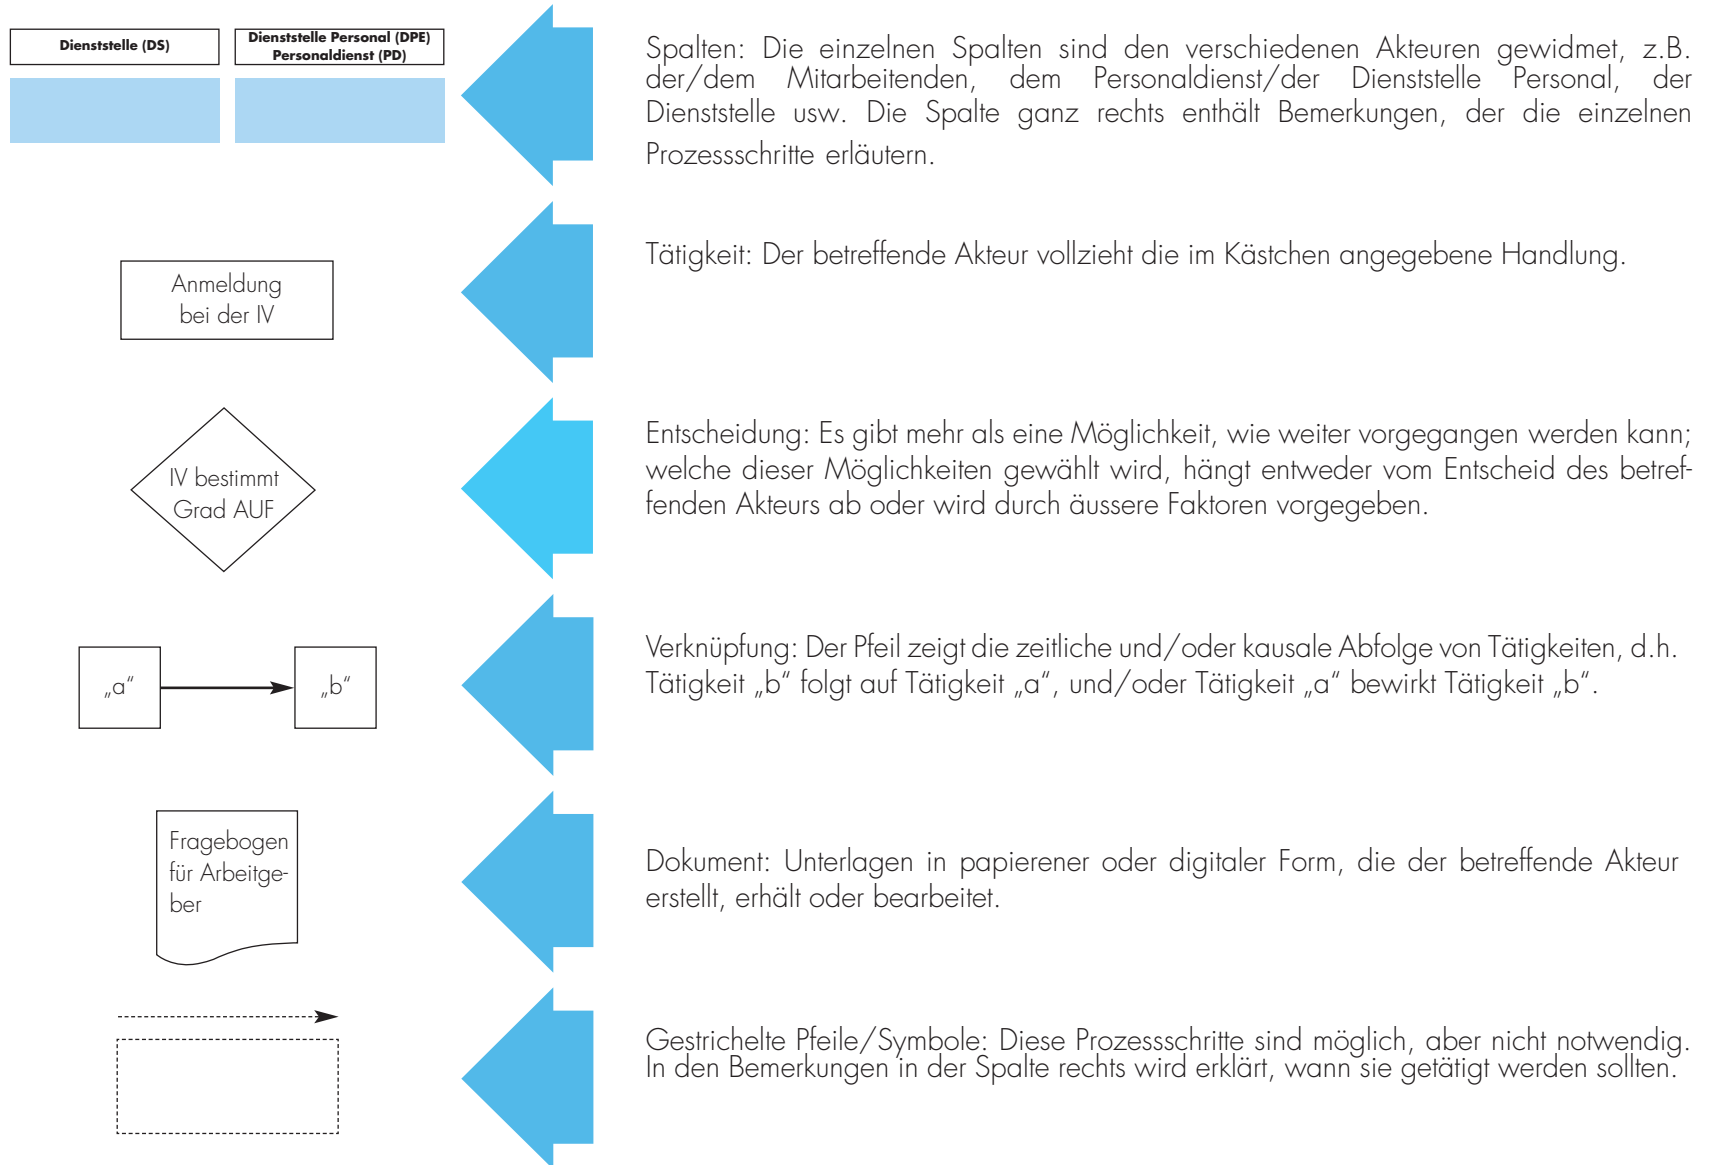 Dienststelle (DS)
Dienststelle Personal (DPE)
Personaldienst (PD)
Spalten: Die einzelnen Spalten sind den verschiedenen Akteuren gewidmet, z.B.
der/dem Mitarbeitenden, dem Personaldienst/der Dienststelle Personal, der
Dienststelle usw. Die Spalte ganz rechts enthält Bemerkungen, der die einzelnen
Prozessschritte erläutern.
Anmeldung
bei der IV
Tätigkeit: Der betreffende Akteur vollzieht die im Kästchen angegebene Handlung.
IV bestimmt
Grad AUF
Entscheidung: Es gibt mehr als eine Möglichkeit, wie weiter vorgegangen werden kann;
welche dieser Möglichkeiten gewählt wird, hängt entweder vom Entscheid des betref-
fenden Akteurs ab oder wird durch äussere Faktoren vorgegeben.
„a“
„b“
Verknüpfung: Der Pfeil zeigt die zeitliche und/oder kausale Abfolge von Tätigkeiten, d.h.
Tätigkeit „b“ folgt auf Tätigkeit „a“, und/oder Tätigkeit „a“ bewirkt Tätigkeit „b“.
Fragebogen
für Arbeitge-
ber
Dokument: Unterlagen in papierener oder digitaler Form, die der betreffende Akteur
erstellt, erhält oder bearbeitet.
Gestrichelte Pfeile/Symbole: Diese Prozessschritte sind möglich, aber nicht notwendig.
In den Bemerkungen in der Spalte rechts wird erklärt, wann sie getätigt werden sollten.